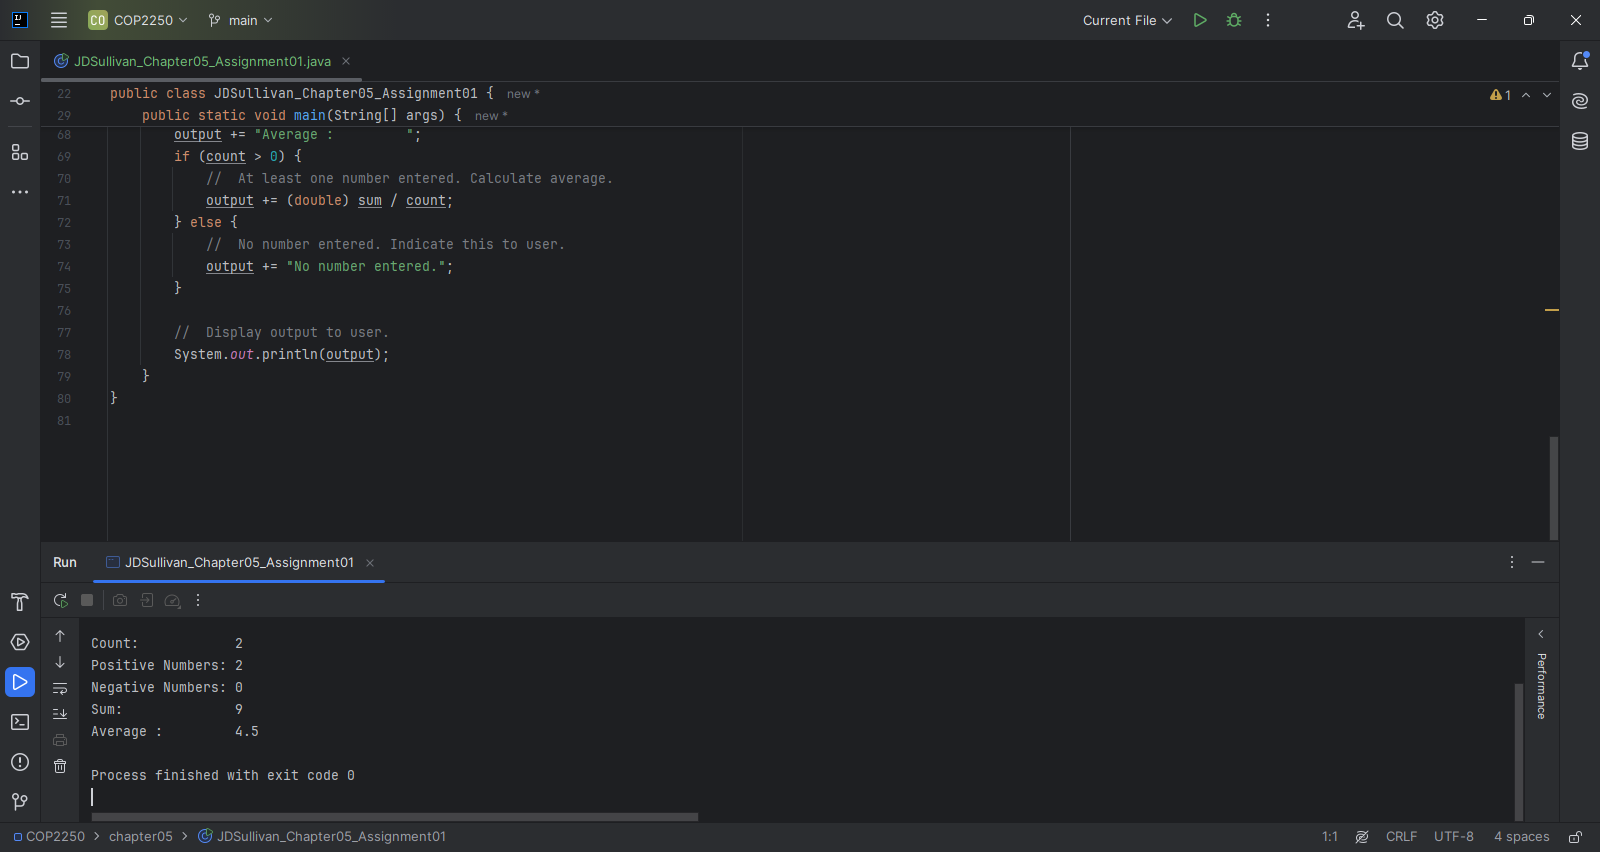 CO COP2250 main Current File
JDSullivan_Chapter05_Assignment01.java
22 public class JDSullivan_Chapter05_Assignment01 { new *
1
29 public static void main(String[] args) { new *
68 output += "Average :         ";
69 if (count > 0) {
70 //  At least one number entered. Calculate average.
71 output += (double) sum / count;
72 } else {
73 //  No number entered. Indicate this to user.
74 output += "No number entered.";
75 }
76
77 //  Display output to user.
78 System.out.println(output);
79 }
80 }
81
Run JDSullivan_Chapter05_Assignment01
Count:            2
Positive Numbers: 2
Negative Numbers: 0
Sum:              9
Average :         4.5
Process finished with exit code 0
Performance
COP2250 > chapter05 > JDSullivan_Chapter05_Assignment01 1:1 CRLF UTF-8 4 spaces